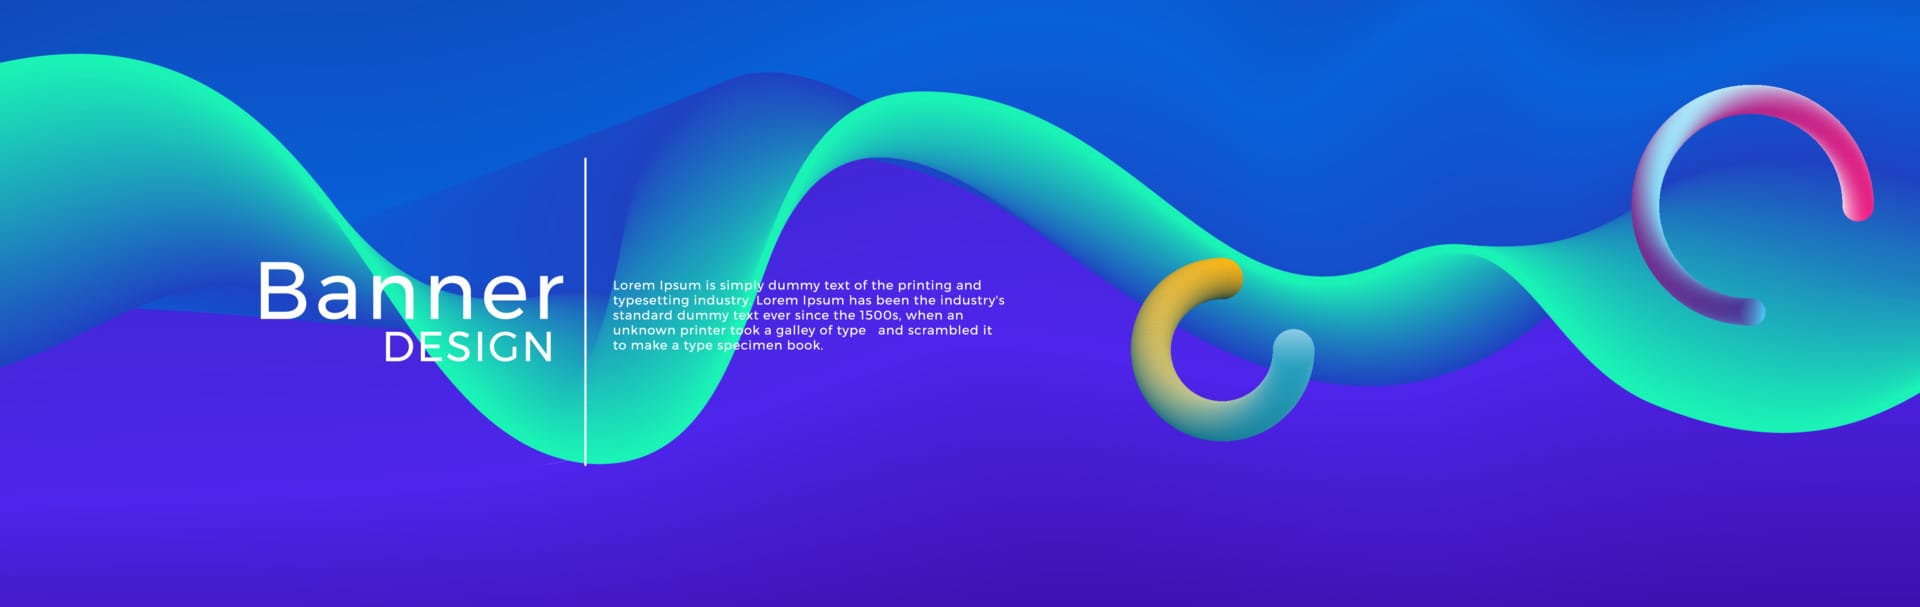 Banner
DESIGN
Lorem Ipsum is simply dummy text of the printing and
typesetting industry. Lorem Ipsum has been the industry's
standard dummy text ever since the 1500s, when an
unknown printer took a galley of type  and scrambled it
to make a type specimen book.